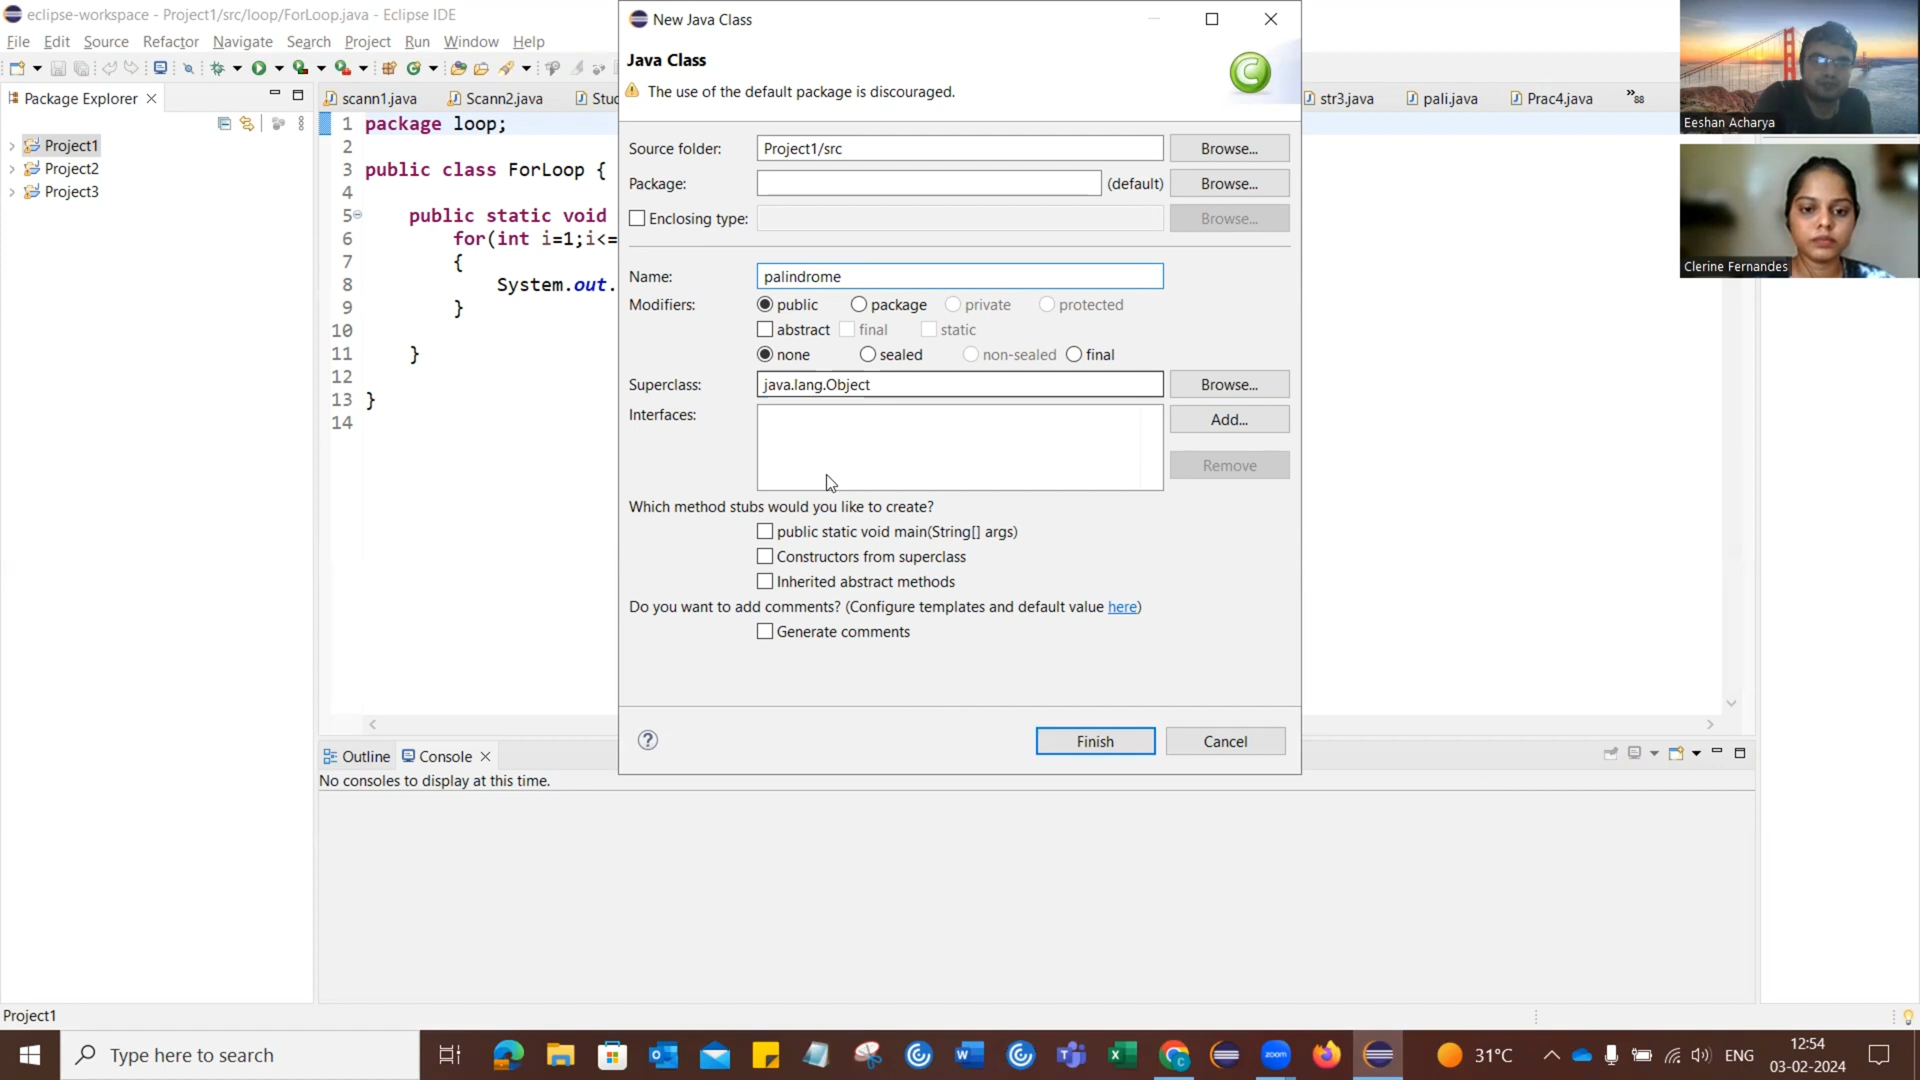 eclipse-workspace - Project1/src/loop/ForLoop.java - Eclipse IDE
File Edit Source Refactor Navigate Search Project Run Window Help
Package Explorer
Project1
Project2
Project3
scann1.java Scann2.java Stu
str3.java pali.java Prac4.java »88
1 package loop;
2
3 public class ForLoop {
4
5 public static void
6 for(int i=1;i<=
7 {
8 System.out.
9 }
10
11 }
12
13 }
14
New Java Class
Java Class
The use of the default package is discouraged.
Source folder: Project1/src Browse...
Package: (default) Browse...
Enclosing type: Browse...
Name: palindrome
Modifiers: public package private protected
abstract final static
none sealed non-sealed final
Superclass: java.lang.Object Browse...
Interfaces: Add...
Remove
Which method stubs would you like to create?
public static void main(String[] args)
Constructors from superclass
Inherited abstract methods
Do you want to add comments? (Configure templates and default value here)
Generate comments
Finish Cancel
Outline Console
No consoles to display at this time.
Eeshan Acharya
Clerine Fernandes
Project1
Type here to search
zoom
31°C
ENG
12:54
03-02-2024